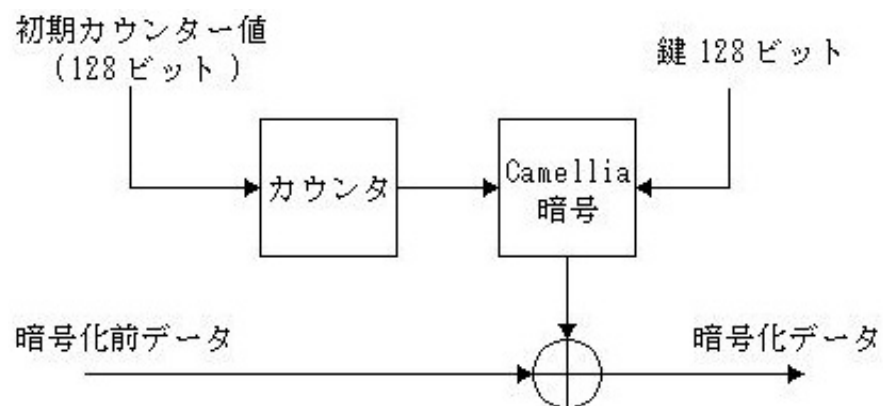 初期カウンター値
(128 ビット )
鍵 128 ビット
カウンタ
Camellia
暗号
暗号化前データ
暗号化データ